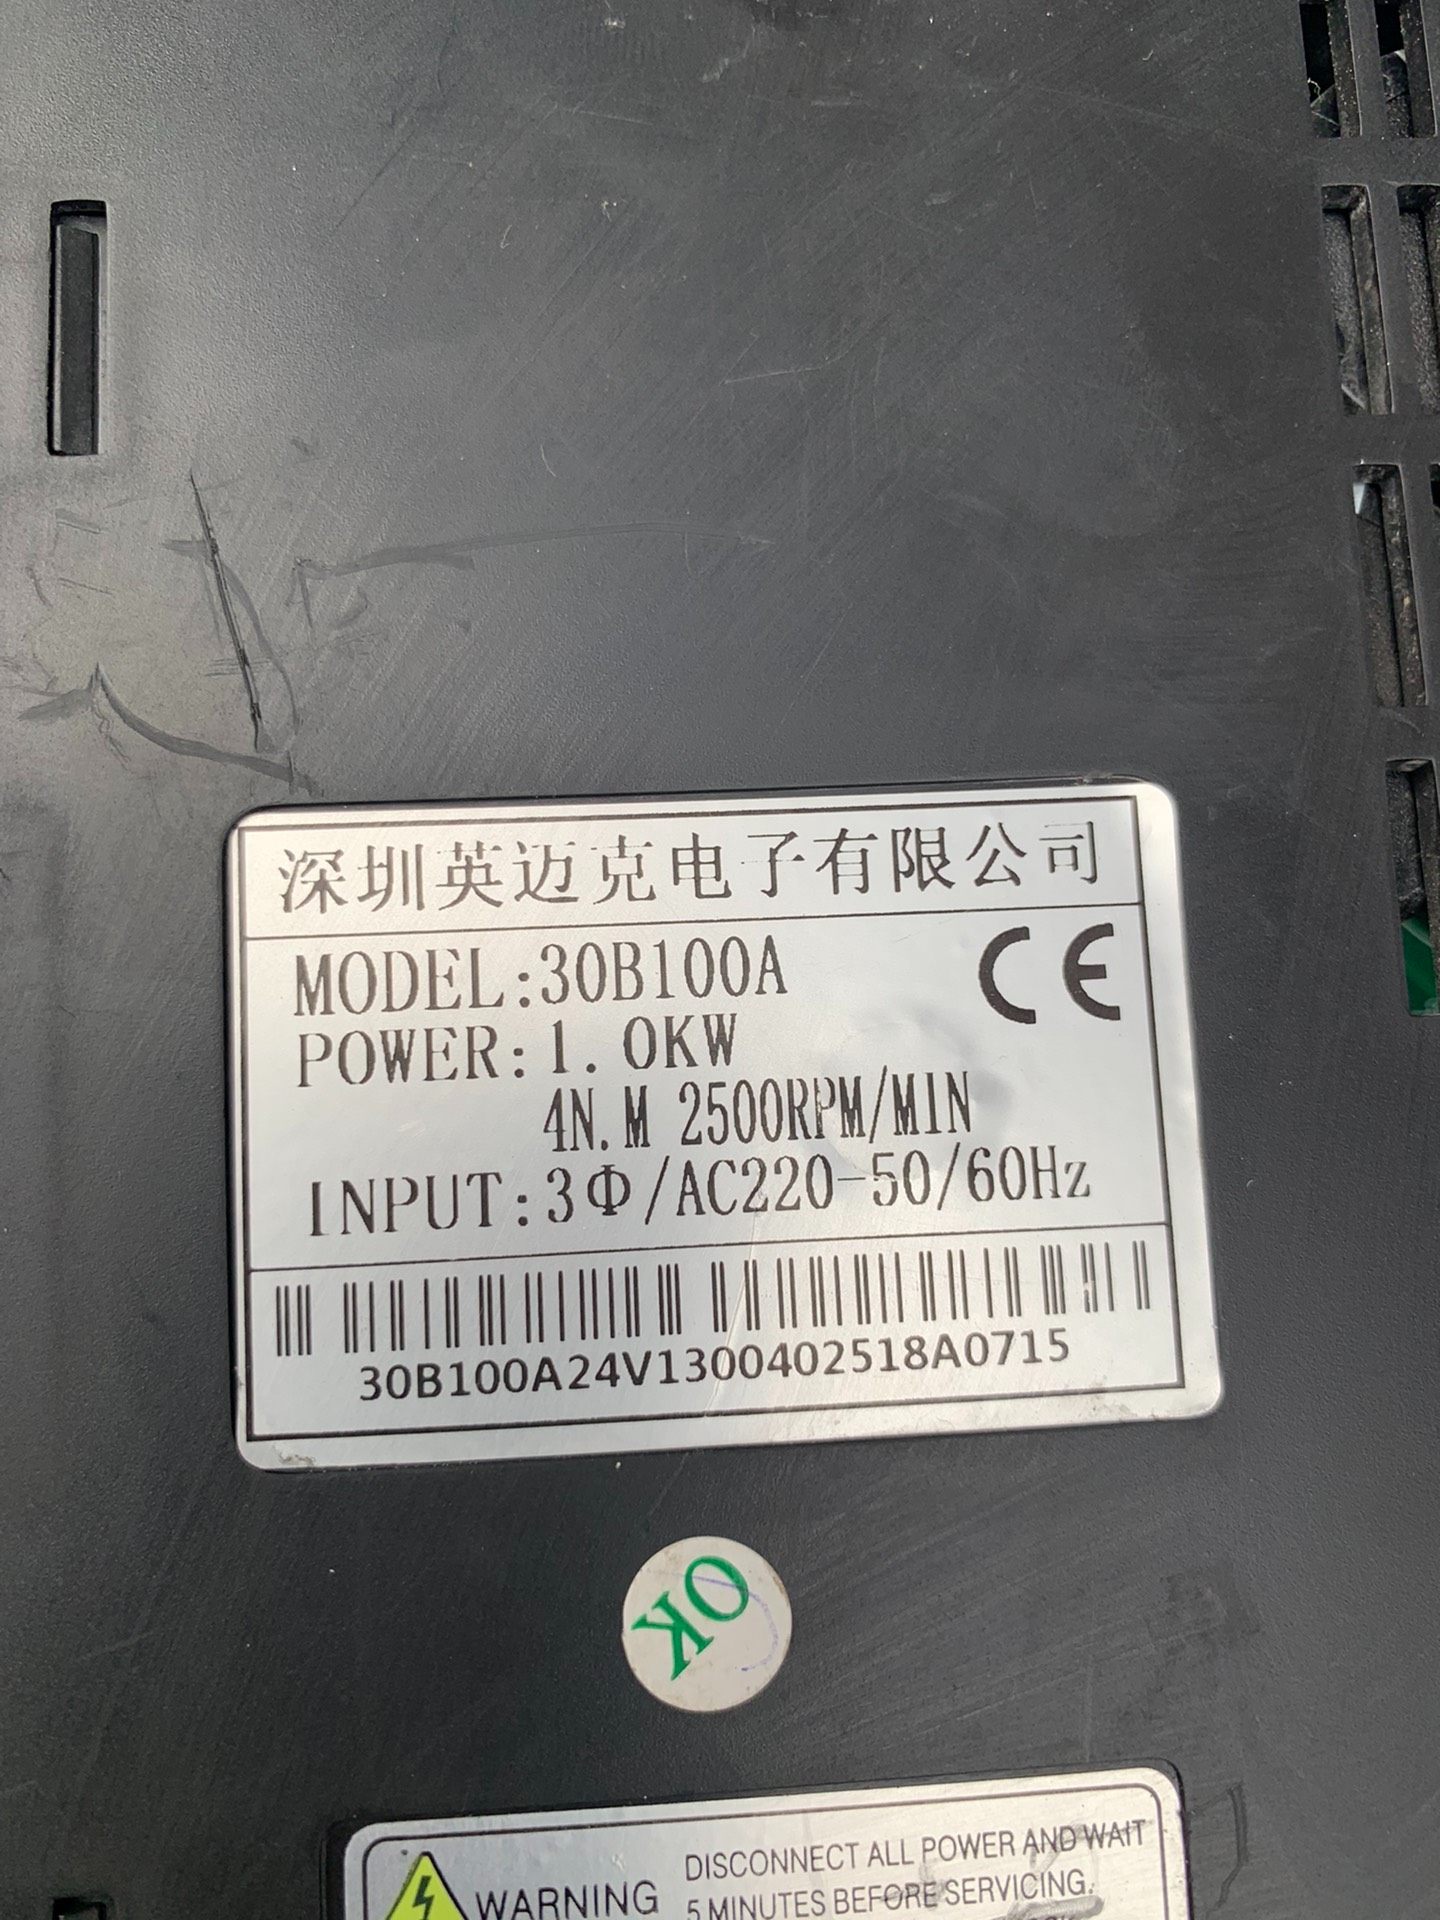 深圳英迈克电子有限公司
MODEL:30B100A
CE
POWER:1.0KW
4N.M 2500RPM/MIN
INPUT:3Φ/AC220-50/60Hz
30B100A24V1300402518A0715
OK
WARNING
DISCONNECT ALL POWER AND WAIT
5 MINUTES BEFORE SERVICING.